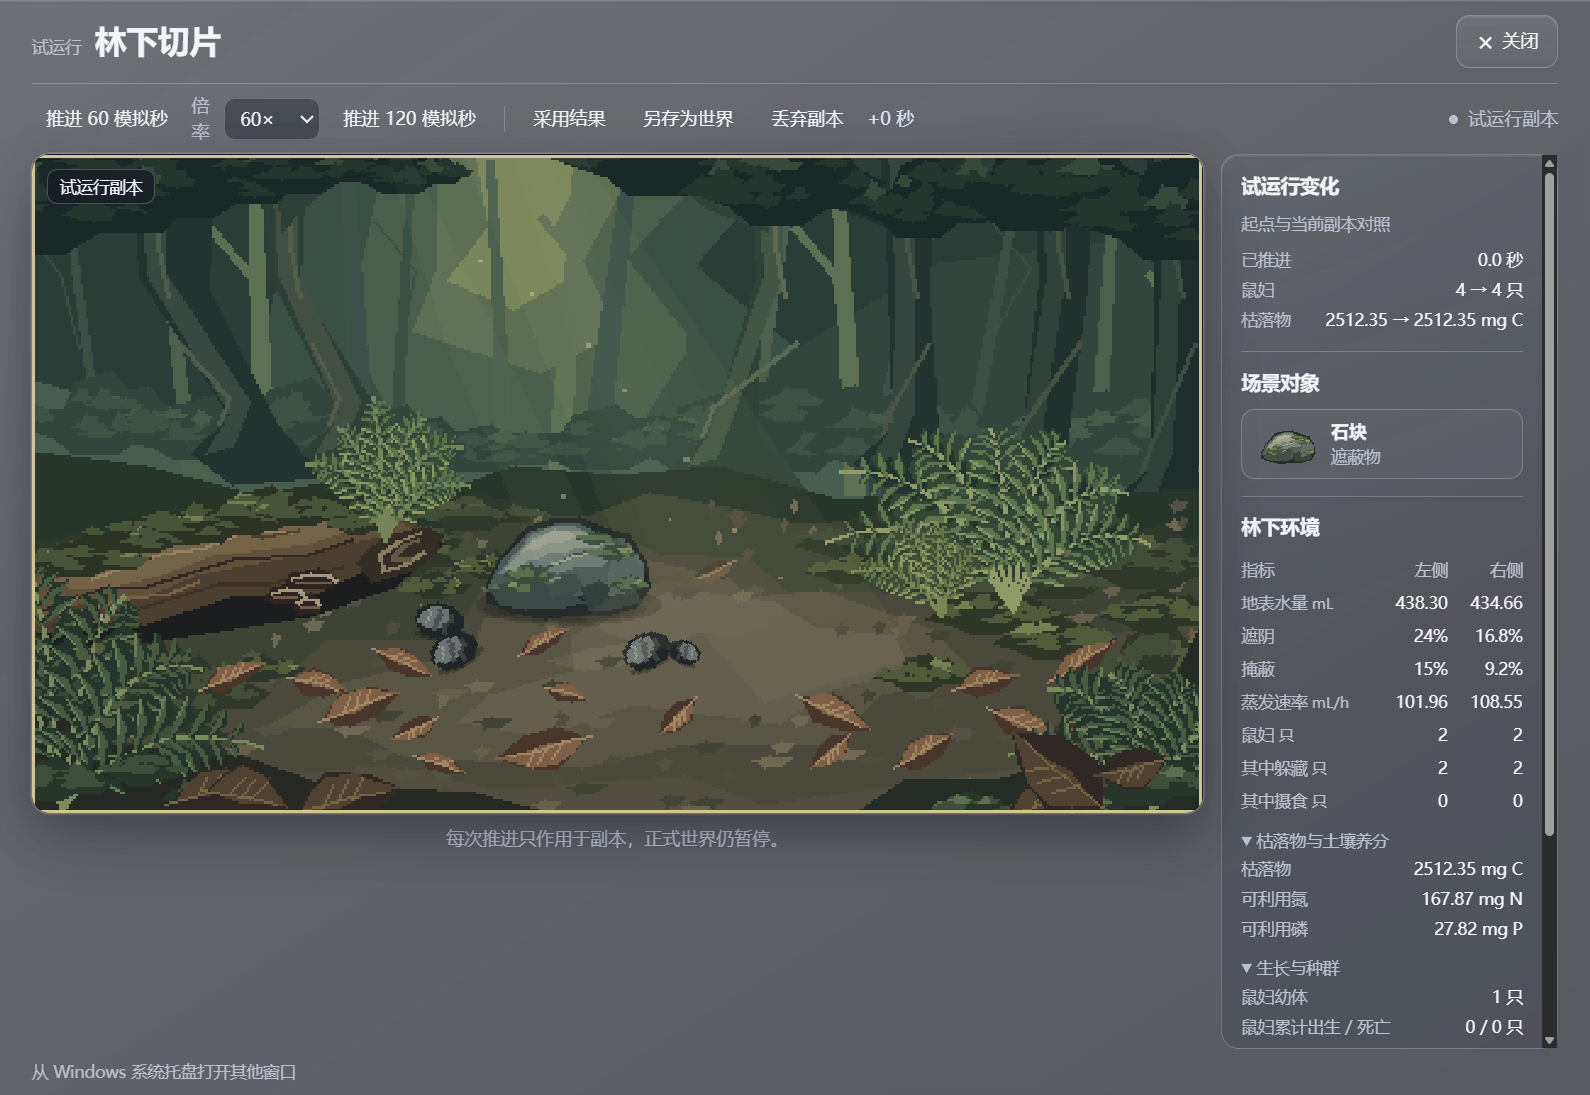 试运行 林下切片
× 关闭
推进 60 模拟秒 倍率 60× 推进 120 模拟秒 采用结果 另存为世界 丢弃副本 +0 秒 试运行副本
试运行副本
每次推进只作用于副本，正式世界仍暂停。
试运行变化
起点与当前副本对照
已推进 0.0 秒
鼠妇 4 → 4 只
枯落物 2512.35 → 2512.35 mg C
场景对象
石块
遮蔽物
林下环境
指标 左侧 右侧
地表水量 mL 438.30 434.66
遮阴 24% 16.8%
掩蔽 15% 9.2%
蒸发速率 mL/h 101.96 108.55
鼠妇 只 2 2
其中躲藏 只 2 2
其中摄食 只 0 0
▼ 枯落物与土壤养分
枯落物 2512.35 mg C
可利用氮 167.87 mg N
可利用磷 27.82 mg P
▼ 生长与种群
鼠妇幼体 1 只
鼠妇累计出生 / 死亡 0 / 0 只
从 Windows 系统托盘打开其他窗口